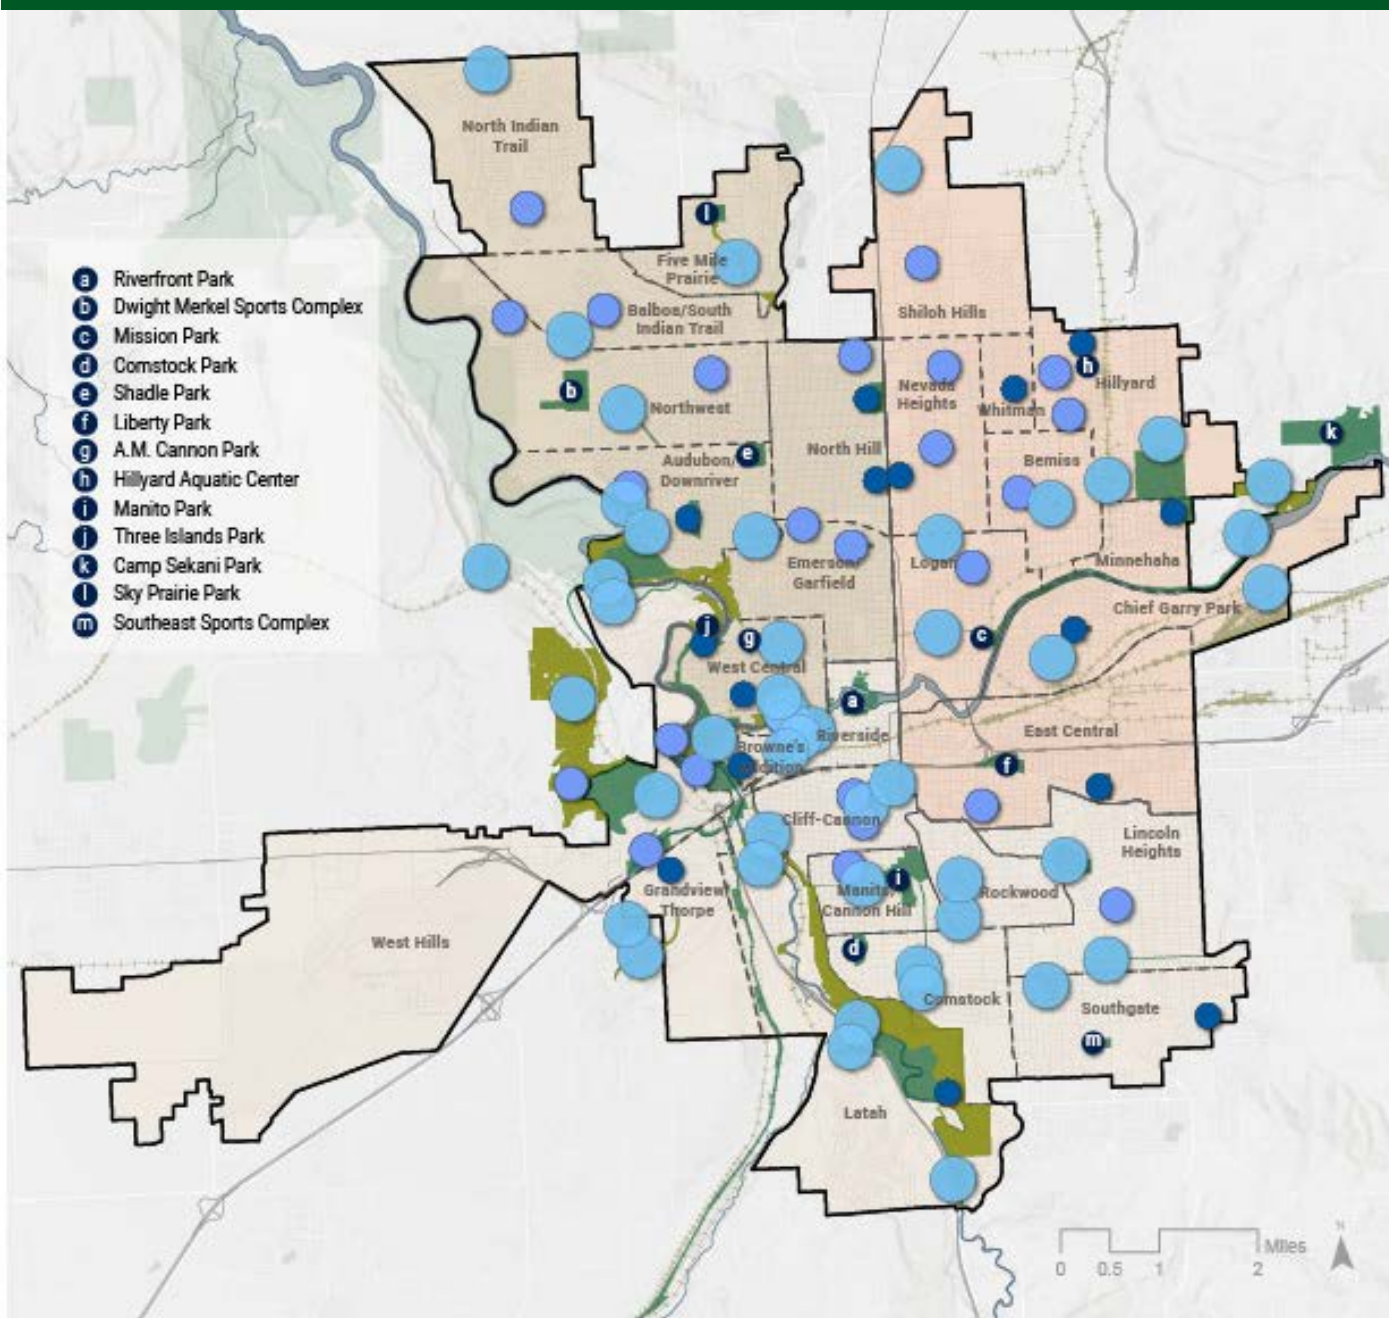 North Indian
Trail
l
Five Mile
Prairie
a Riverfront Park
b Dwight Merkel Sports Complex
c Mission Park
d Comstock Park
e Shadle Park
f Liberty Park
g A.M. Cannon Park
h Hillyard Aquatic Center
i Manito Park
j Three Islands Park
k Camp Sekani Park
l Sky Prairie Park
m Southeast Sports Complex
Balboa/South
Indian Trail
Shiloh Hills
h
Hillyard
Nevada
Heights
Whitman
b
Northwest
k
North Hill
e
Audubon/
Downriver
Bemiss
Emerson/
Garfield
Logan
Minnehaha
Chief Garry Park
j
g
c
West Central
a
Riverside
East Central
Browne's
Addition
f
Cliff-Cannon
Lincoln
Heights
i
Grandview/
Thorpe
Manito/
Cannon Hill
Rockwood
West Hills
d
Comstock
Southgate
m
Latah
N
Miles
0 0.5 1 2